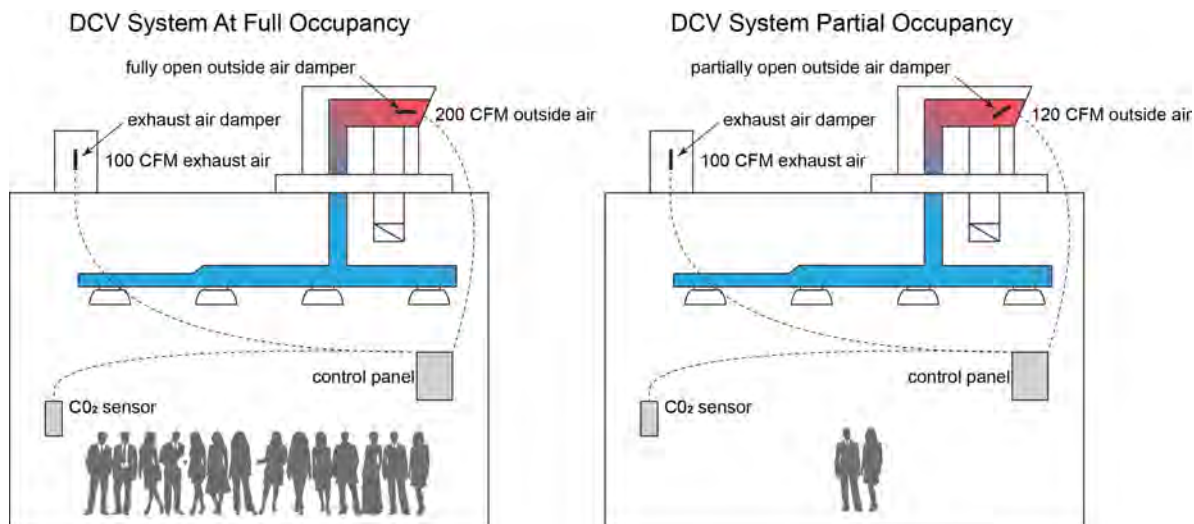 DCV System At Full Occupancy
fully open outside air damper
200 CFM outside air
exhaust air damper
100 CFM exhaust air
control panel
C0₂ sensor
DCV System Partial Occupancy
partially open outside air damper
120 CFM outside air
exhaust air damper
100 CFM exhaust air
control panel
C0₂ sensor